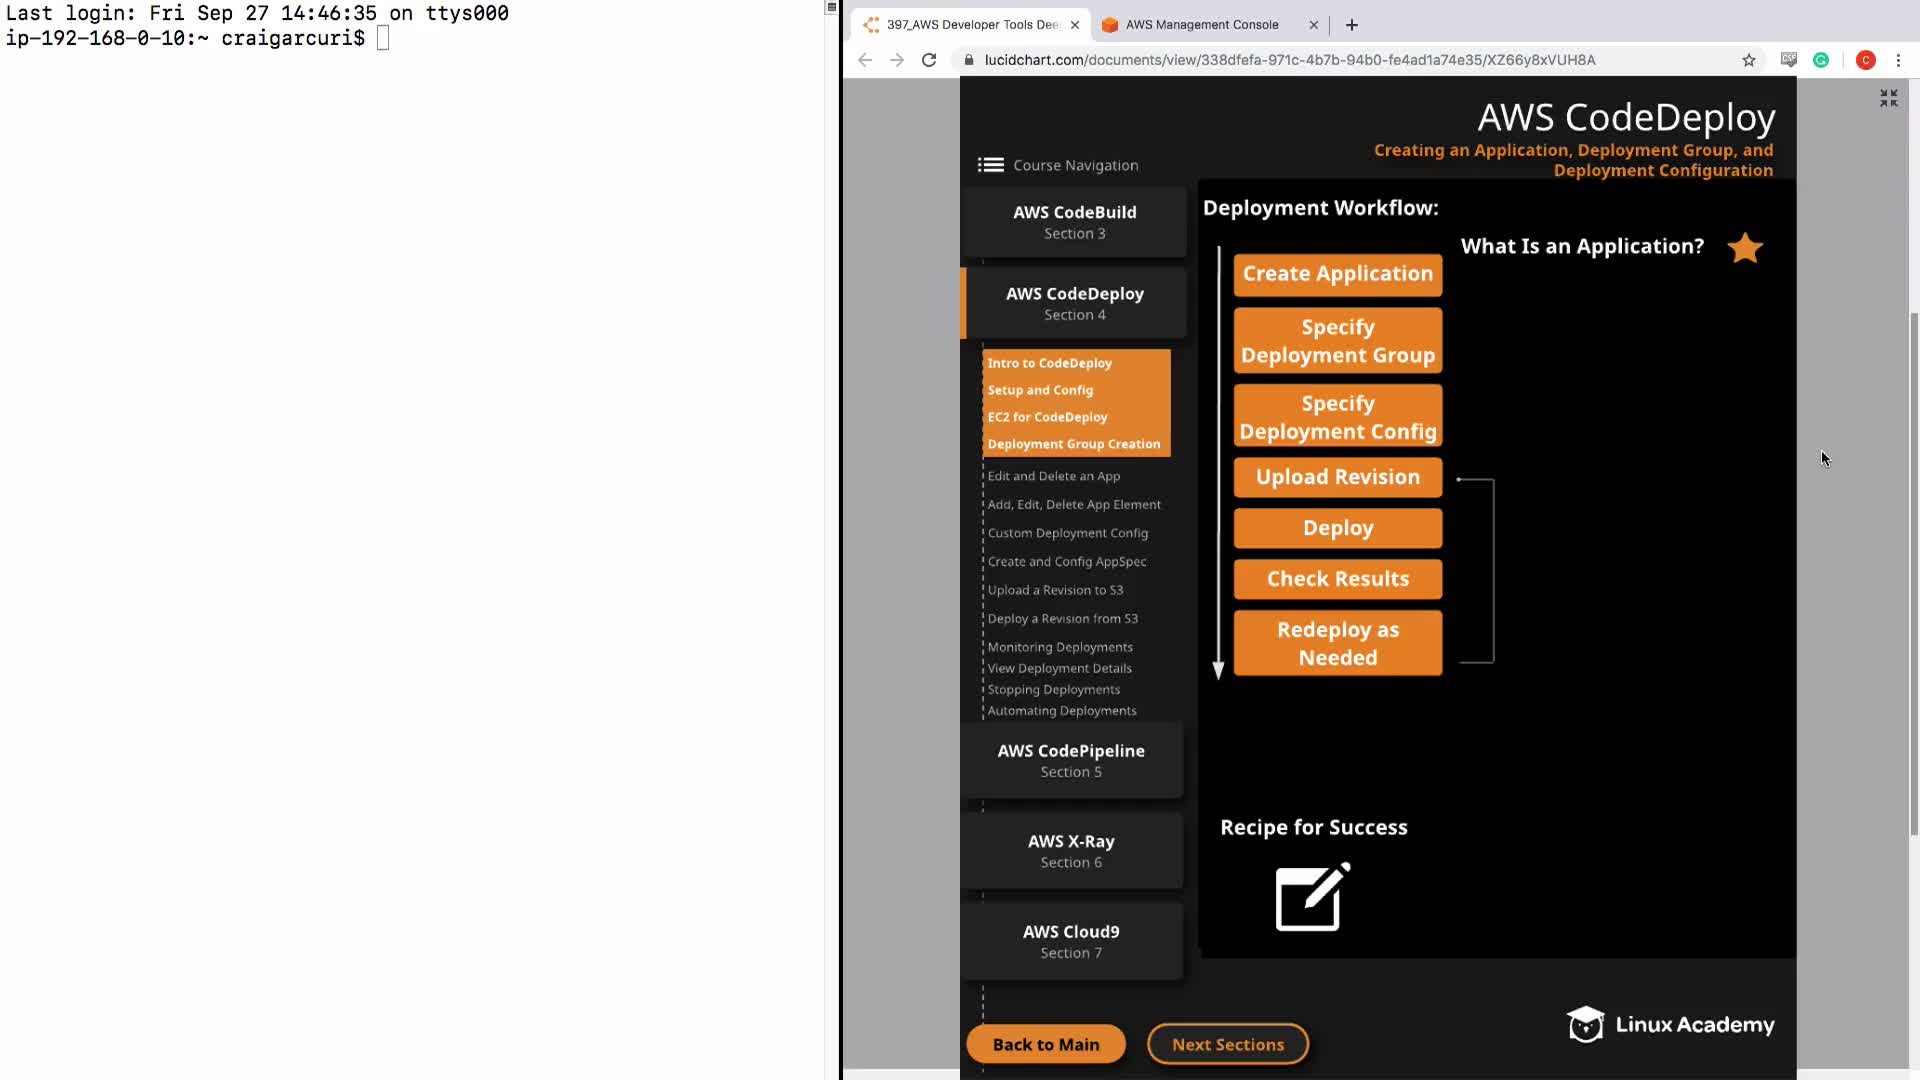 Last login: Fri Sep 27 14:46:35 on ttys000
ip-192-168-0-10:~ craigarcuri$
397_AWS Developer Tools Dee
AWS Management Console
lucidchart.com/documents/view/338dfefa-971c-4b7b-94b0-fe4ad1a74e35/XZ66y8xVUH8A
C
AWS CodeDeploy
Creating an Application, Deployment Group, and
Deployment Configuration
Course Navigation
AWS CodeBuild
Section 3
AWS CodeDeploy
Section 4
Intro to CodeDeploy
Setup and Config
EC2 for CodeDeploy
Deployment Group Creation
Edit and Delete an App
Add, Edit, Delete App Element
Custom Deployment Config
Create and Config AppSpec
Upload a Revision to S3
Deploy a Revision from S3
Monitoring Deployments
View Deployment Details
Stopping Deployments
Automating Deployments
AWS CodePipeline
Section 5
AWS X-Ray
Section 6
AWS Cloud9
Section 7
Back to Main
Next Sections
Deployment Workflow:
What Is an Application?
Create Application
Specify
Deployment Group
Specify
Deployment Config
Upload Revision
Deploy
Check Results
Redeploy as
Needed
Recipe for Success
Linux Academy